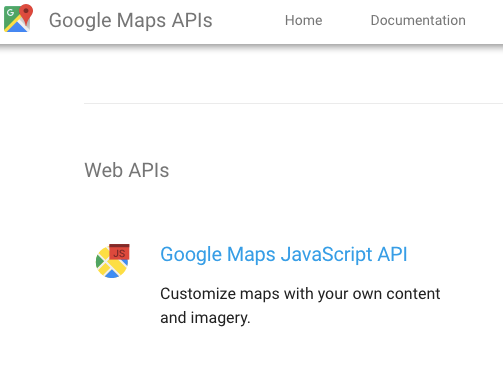 Google Maps APIs Home Documentation
Web APIs
JS
Google Maps JavaScript API
Customize maps with your own content
and imagery.